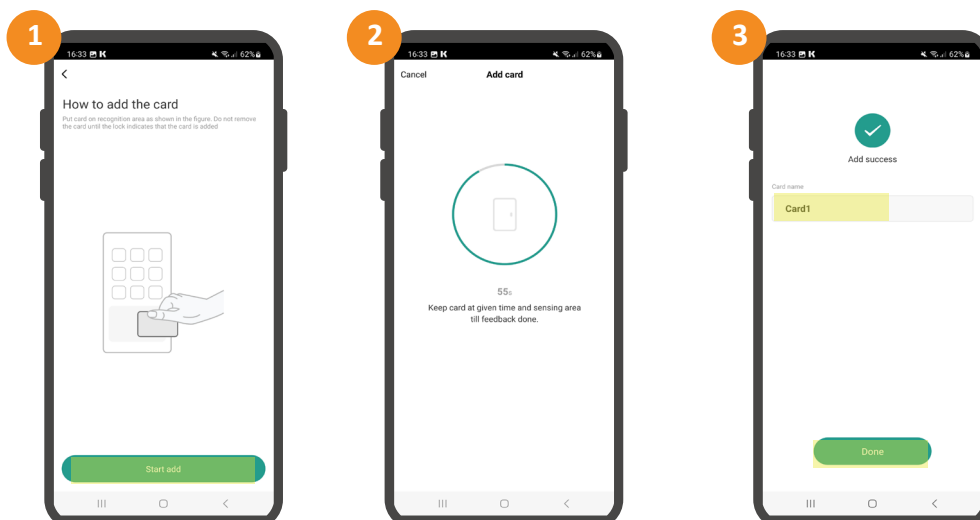 1
16:33 K 62%
How to add the card
Put card on recognition area as shown in the figure. Do not remove
the card until the lock indicates that the card is added
Start add
2
16:33 K 62%
Cancel Add card
55s
Keep card at given time and sensing area
till feedback done.
3
16:33 K 62%
Add success
Card name
Card1
Done